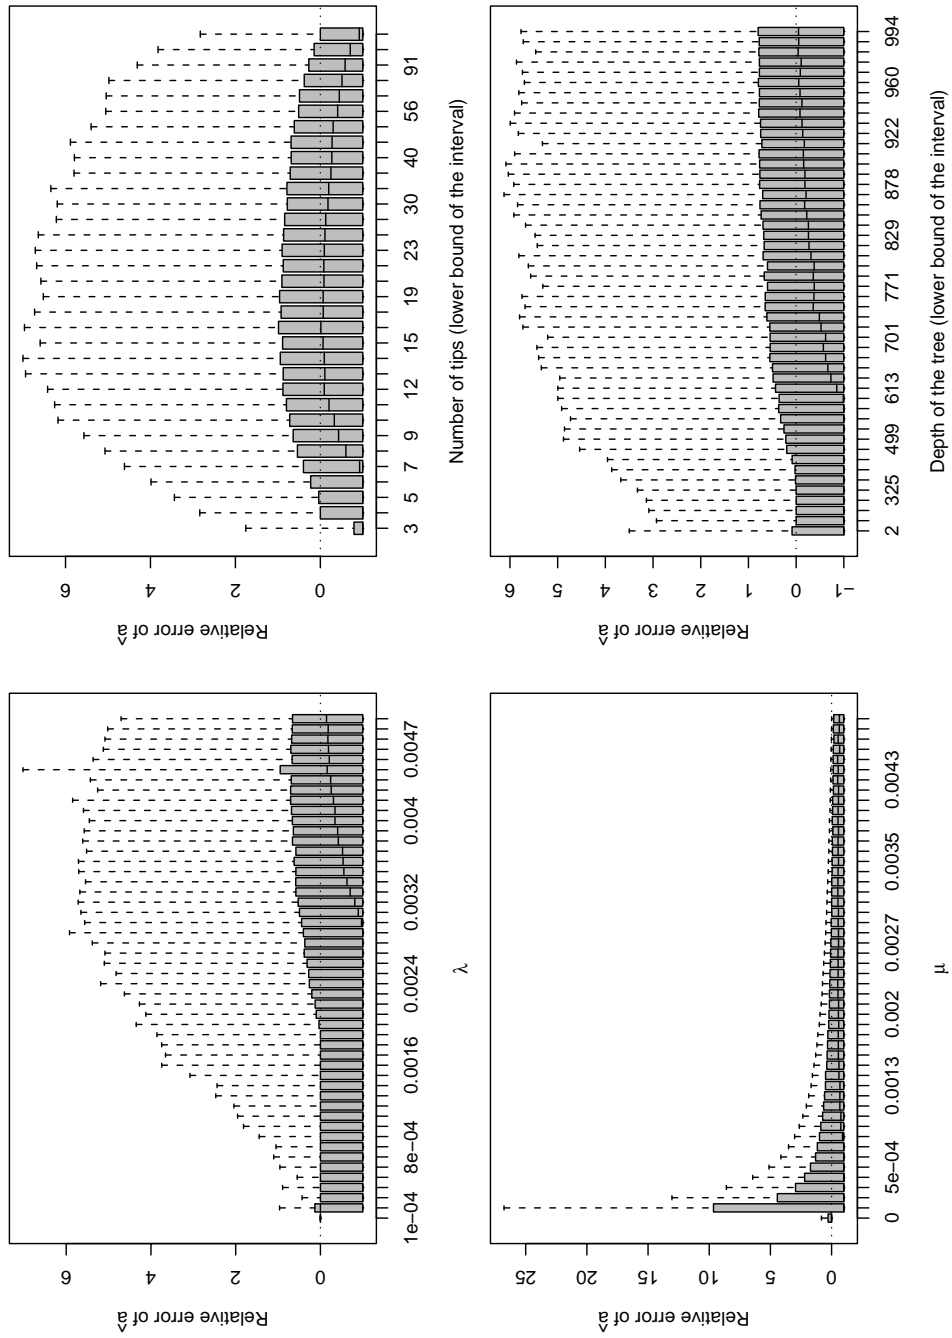 Relative error of â
0 2 4 6
1e−04 8e−04 0.0016 0.0024 0.0032 0.004 0.0047
λ
Relative error of â
0 2 4 6
3 5 7 9 12 15 19 23 30 40 56 91
Number of tips (lower bound of the interval)
Relative error of â
0 5 10 15 20 25
0 5e−04 0.0013 0.002 0.0027 0.0035 0.0043
μ
Relative error of â
−1 0 1 2 3 4 5 6
2 325 499 613 701 771 829 878 922 960 994
Depth of the tree (lower bound of the interval)